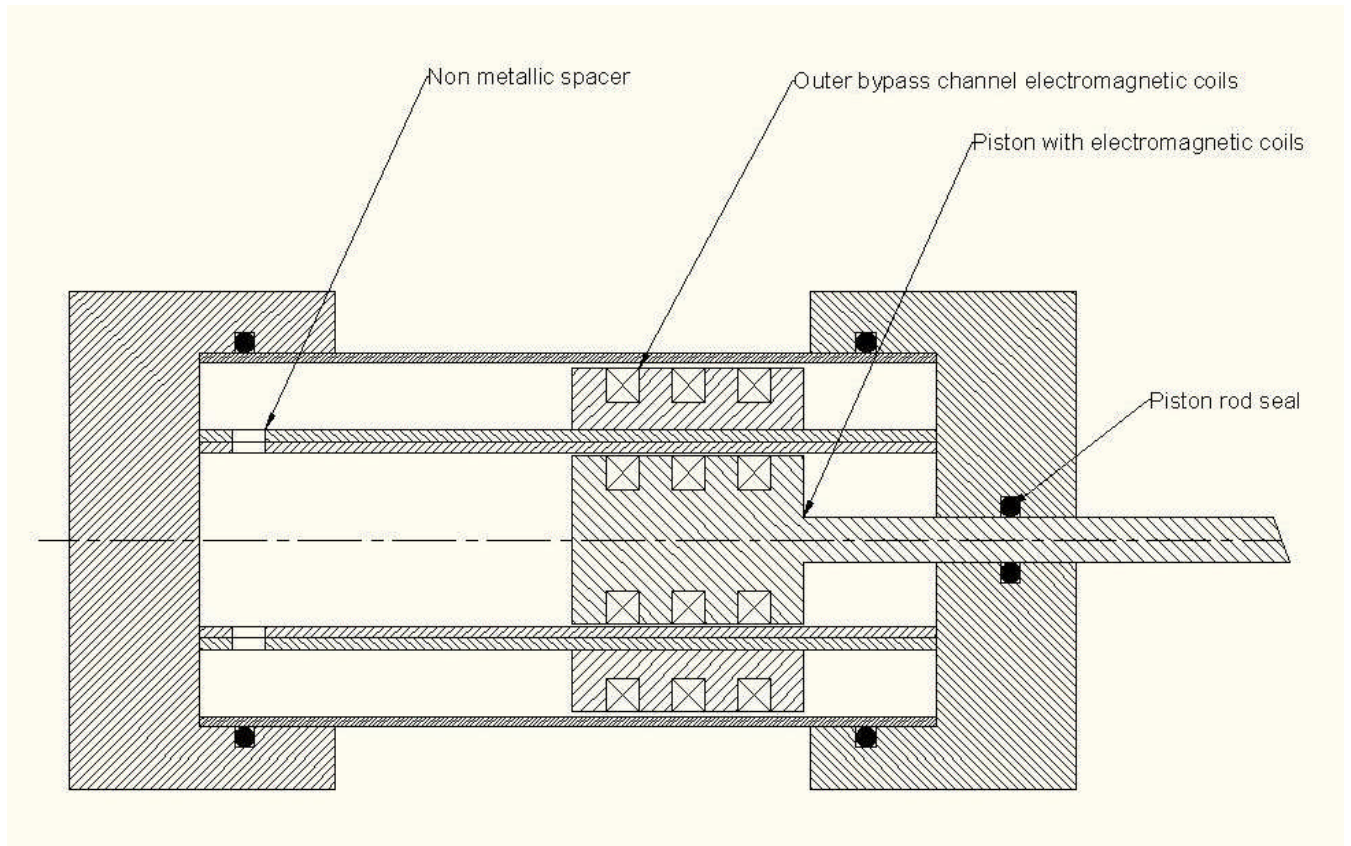 Non metallic spacer
Outer bypass channel electromagnetic coils
Piston with electromagnetic coils
Piston rod seal